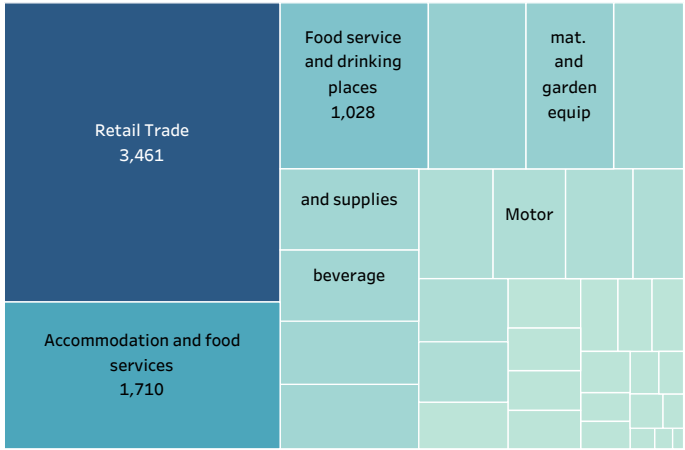 Retail Trade
3,461
Accommodation and food
services
1,710
Food service
and drinking
places
1,028
mat.
and
garden
equip
and supplies
beverage
Motor